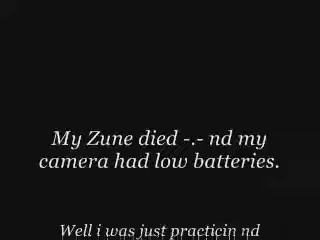 My Zune died -.- nd my
camera had low batteries.
Well i was just practicin nd